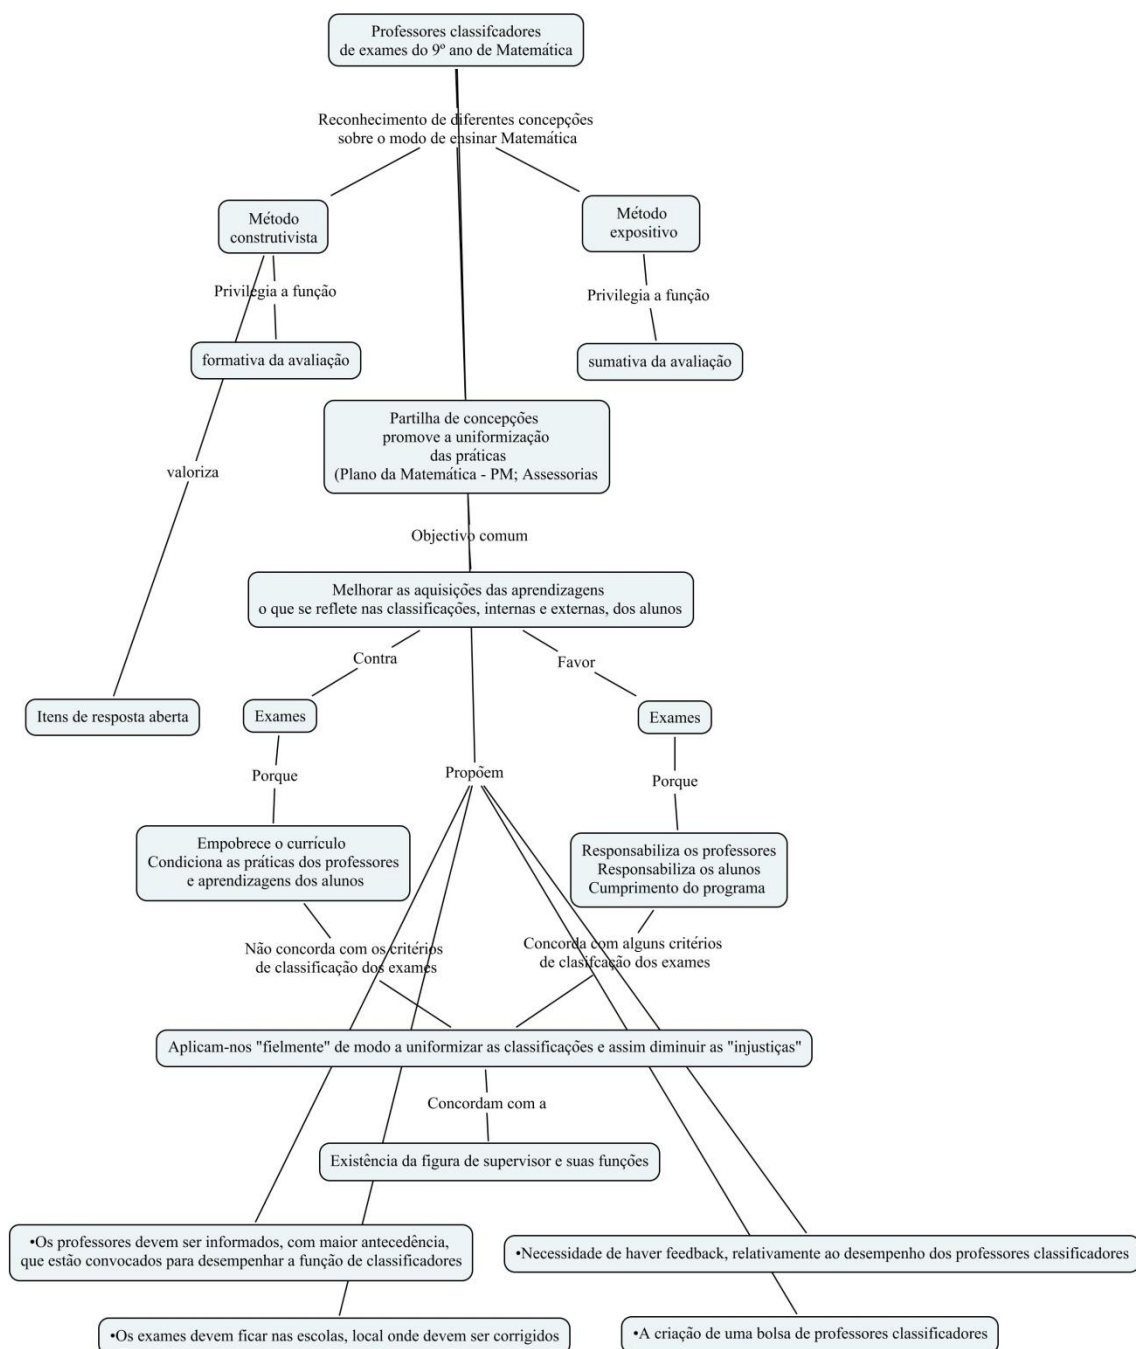 Professores classifcadores
de exames do 9º ano de Matemática
Reconhecimento de diferentes concepções
sobre o modo de ensinar Matemática
Método
construtivista
Método
expositivo
Privilegia a função
Privilegia a função
formativa da avaliação
sumativa da avaliação
Partilha de concepções
promove a uniformização
das práticas
(Plano da Matemática - PM; Assessorias
valoriza
Objectivo comum
Melhorar as aquisições das aprendizagens
o que se reflete nas classificações, internas e externas, dos alunos
Contra
Favor
Itens de resposta aberta
Exames
Exames
Porque
Propõem
Porque
Empobrece o currículo
Condiciona as práticas dos professores
e aprendizagens dos alunos
Responsabiliza os professores
Responsabiliza os alunos
Cumprimento do programa
Não concorda com os critérios
de classificação dos exames
Concorda com alguns critérios
de clasifcação dos exames
Aplicam-nos "fielmente" de modo a uniformizar as classificações e assim diminuir as "injustiças"
Concordam com a
Existência da figura de supervisor e suas funções
•Os professores devem ser informados, com maior antecedência,
que estão convocados para desempenhar a função de classificadores
•Necessidade de haver feedback, relativamente ao desempenho dos professores classificadores
•Os exames devem ficar nas escolas, local onde devem ser corrigidos
•A criação de uma bolsa de professores classificadores